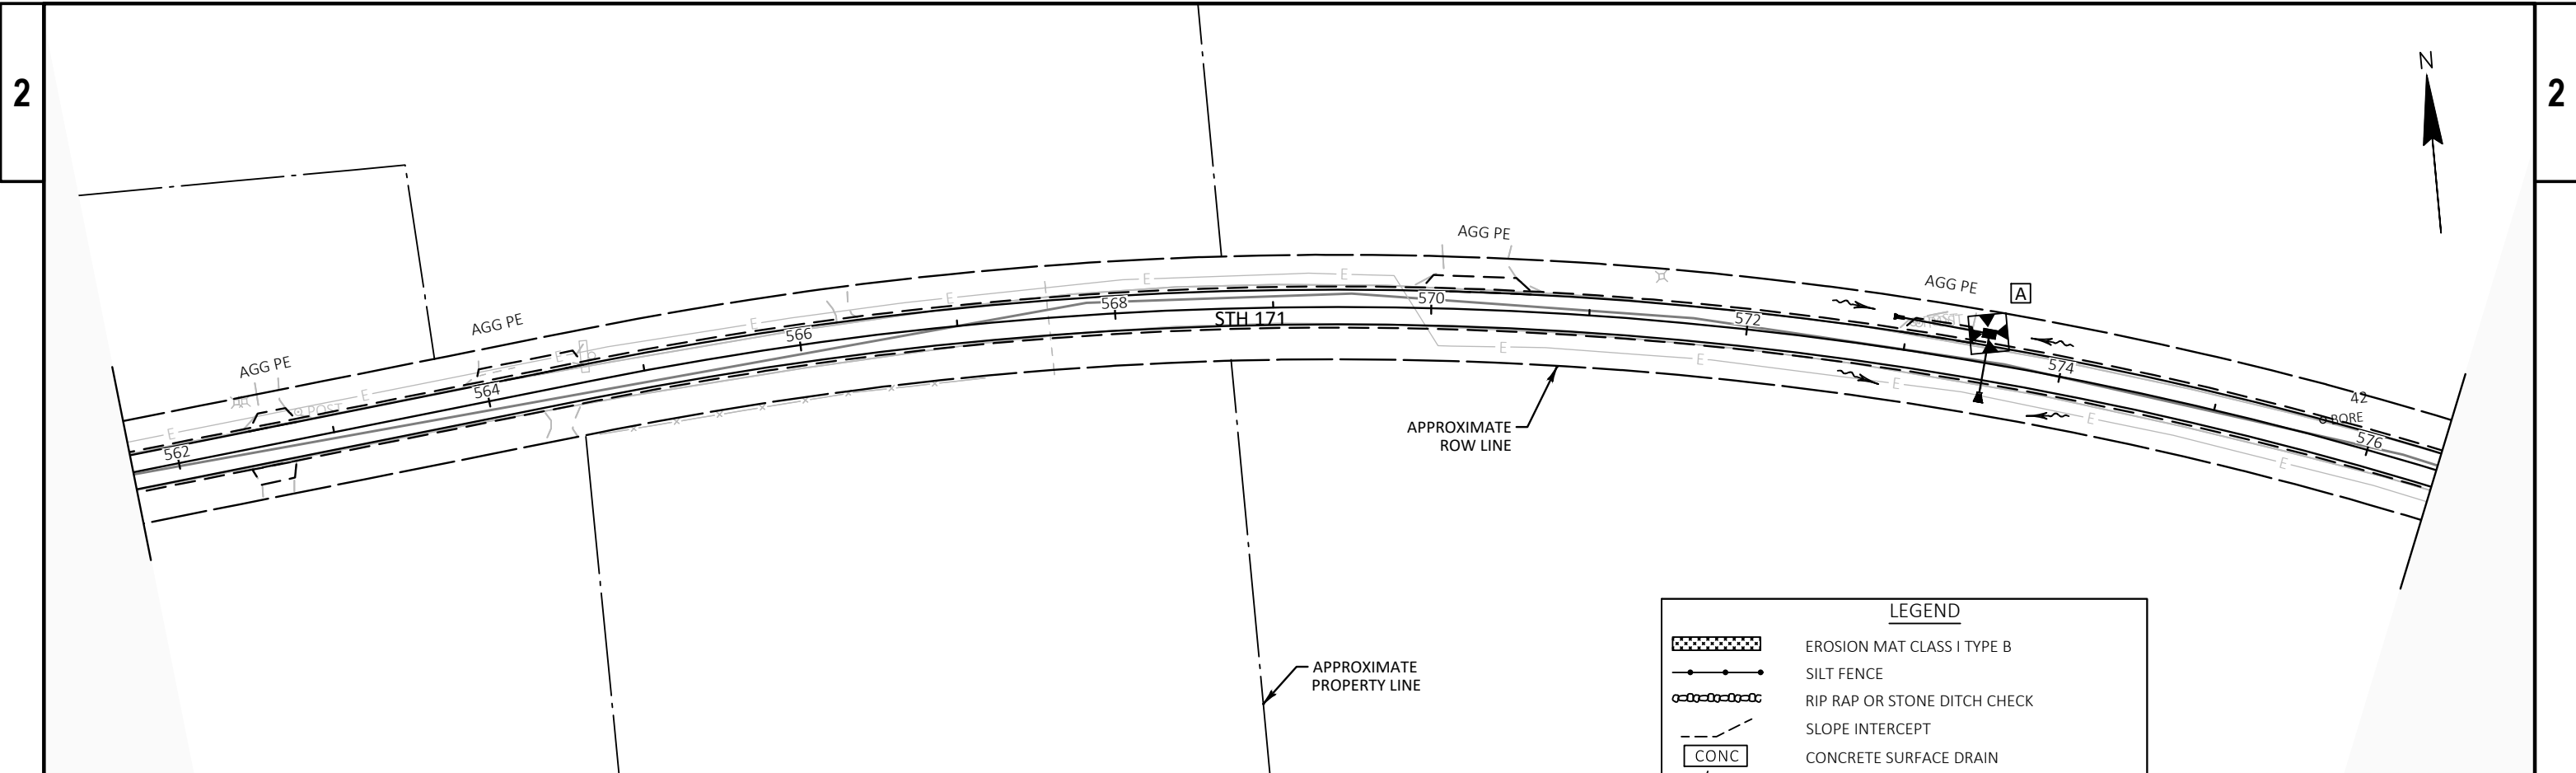 2
2
N
AGG PE
AGG PE
AGG PE
AGG PE
A
E
E
E
E
E
E
E
E
E
E
E
E
POST
562
564
566
568
570
572
574
576
STH 171
42
BORE
APPROXIMATE
ROW LINE
APPROXIMATE
PROPERTY LINE
LEGEND
EROSION MAT CLASS I TYPE B
SILT FENCE
RIP RAP OR STONE DITCH CHECK
SLOPE INTERCEPT
CONC
CONCRETE SURFACE DRAIN